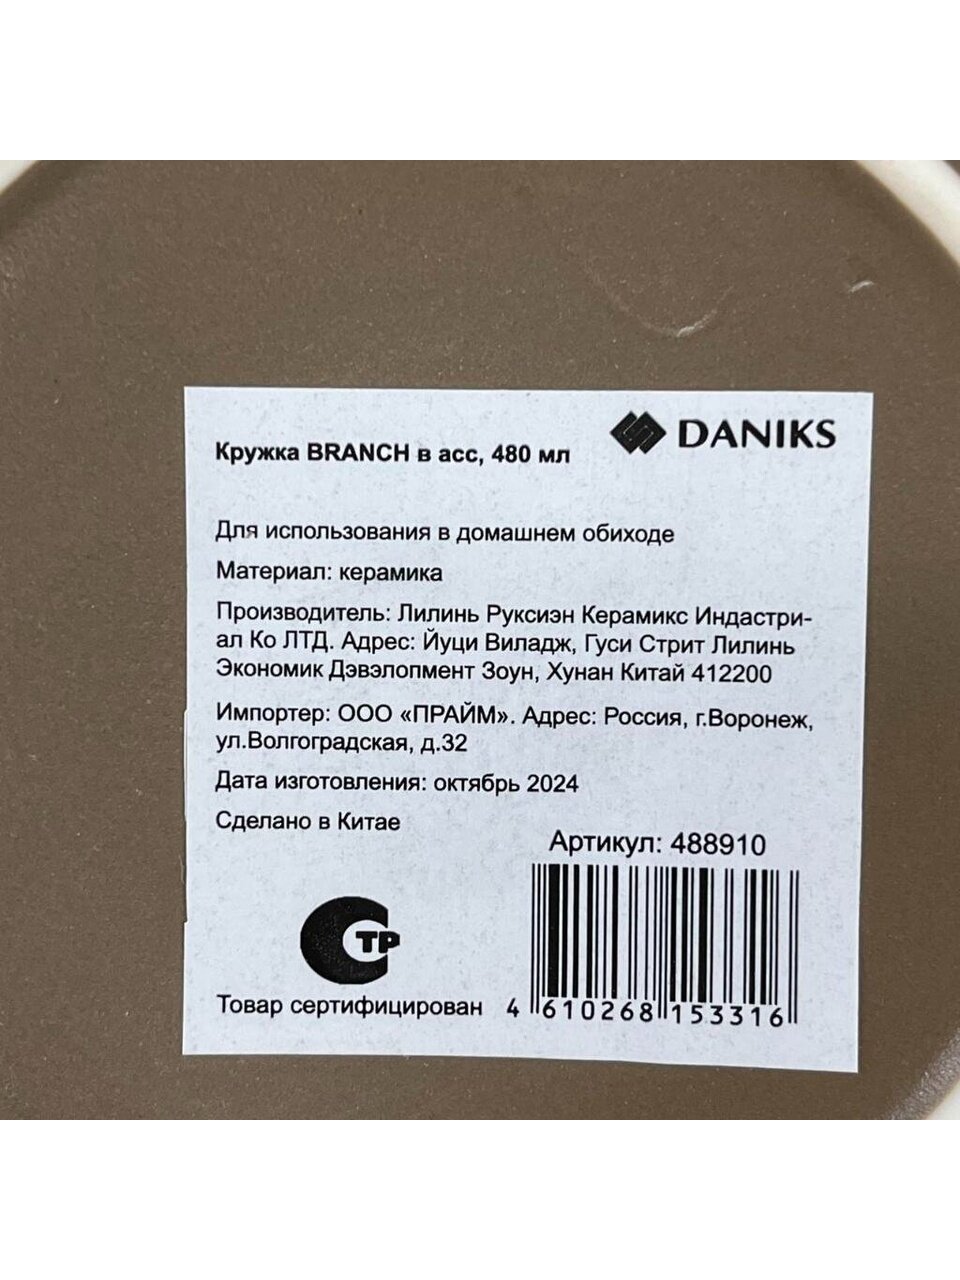 DANIKS
Кружка BRANCH в асс, 480 мл
Для использования в домашнем обиходе
Материал: керамика
Производитель: Лилинь Руксиэн Керамикс Индастри-
ал Ко ЛТД. Адрес: Йуци Виладж, Гуси Стрит Лилинь
Экономик Дэвэлопмент Зоун, Хунан Китай 412200
Импортер: ООО «ПРАЙМ». Адрес: Россия, г.Воронеж,
ул.Волгоградская, д.32
Дата изготовления: октябрь 2024
Сделано в Китае
Артикул: 488910
СТР
Товар сертифицирован
4 610268 153316